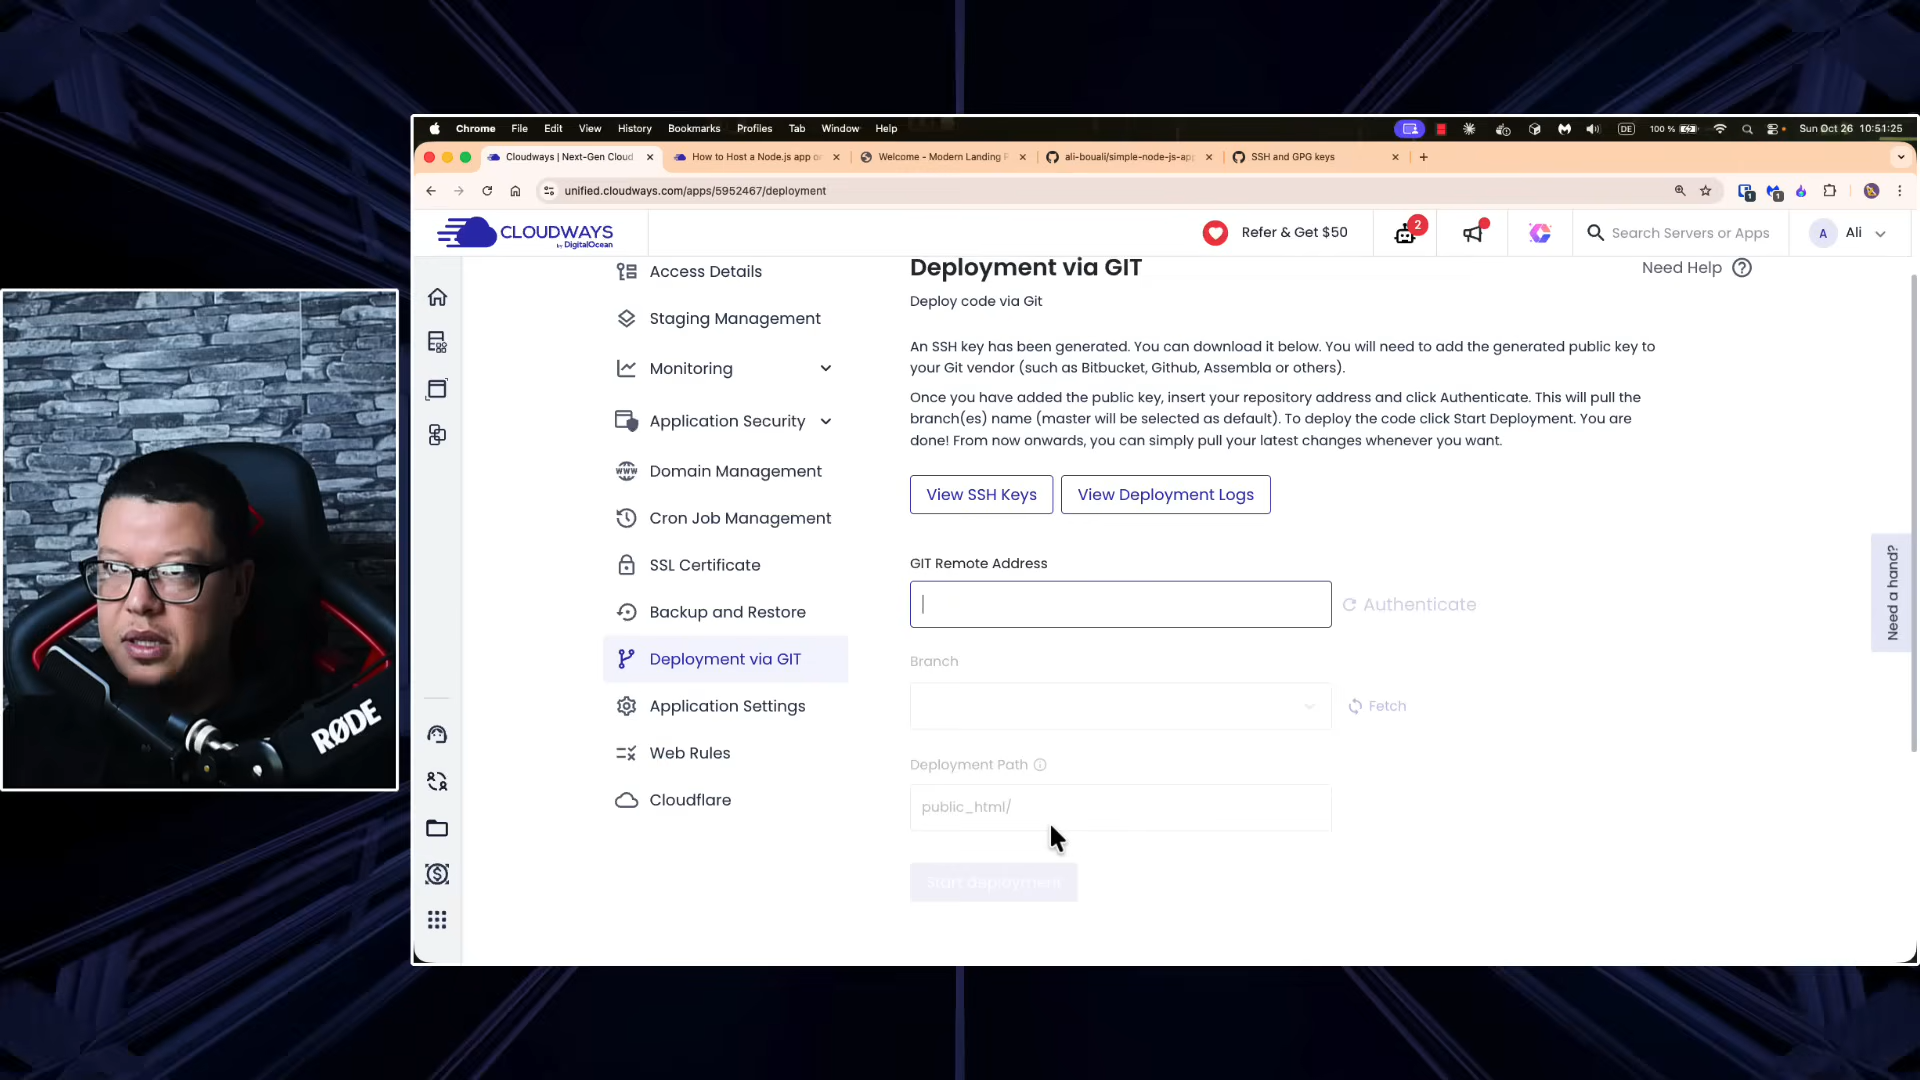 Chrome File Edit View History Bookmarks Profiles Tab Window Help
DE 100 % Sun Oct 26 10:51:25
Cloudways | Next-Gen Cloud
How to Host a Node.js app o
Welcome - Modern Landing P
ali-bouali/simple-node-js-app
SSH and GPG keys
unified.cloudways.com/apps/5952467/deployment
CLOUDWAYS
by DigitalOcean
Refer & Get $50
2
Search Servers or Apps
A Ali
Access Details
Staging Management
Monitoring
Application Security
Domain Management
Cron Job Management
SSL Certificate
Backup and Restore
Deployment via GIT
Application Settings
Web Rules
Cloudflare
Deployment via GIT
Need Help
Deploy code via Git
An SSH key has been generated. You can download it below. You will need to add the generated public key to
your Git vendor (such as Bitbucket, Github, Assembla or others).
Once you have added the public key, insert your repository address and click Authenticate. This will pull the
branch(es) name (master will be selected as default). To deploy the code click Start Deployment. You are
done! From now onwards, you can simply pull your latest changes whenever you want.
View SSH Keys
View Deployment Logs
GIT Remote Address
Authenticate
Branch
Fetch
Deployment Path
public_html/
Start deployment
Need a hand?
RØDE